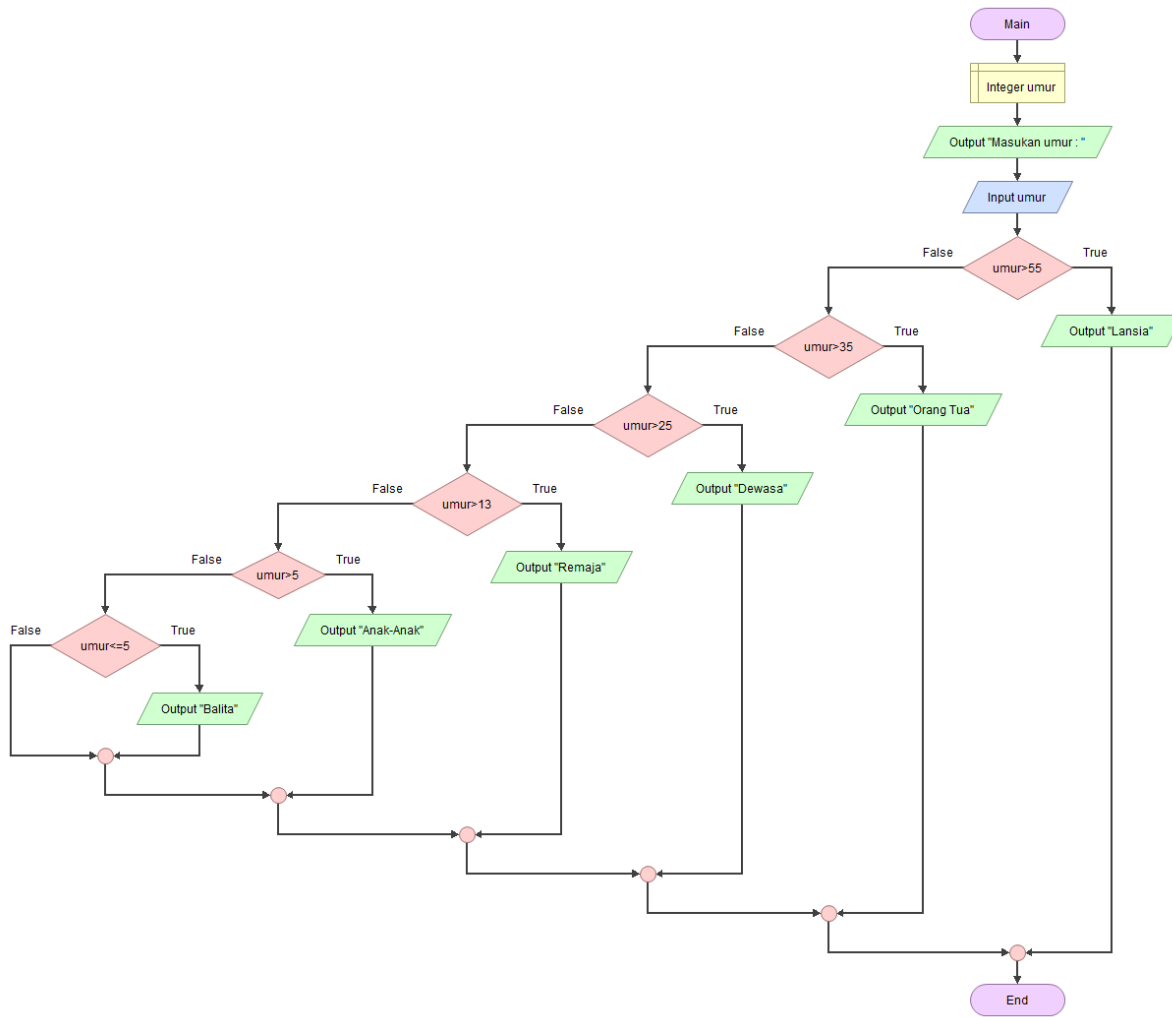 Main
Integer umur
Output "Masukan umur : "
Input umur
False
True
umur>55
Output "Lansia"
False
True
umur>35
Output "Orang Tua"
False
True
umur>25
Output "Dewasa"
False
True
umur>13
Output "Remaja"
False
True
umur>5
Output "Anak-Anak"
False
True
umur<=5
Output "Balita"
End